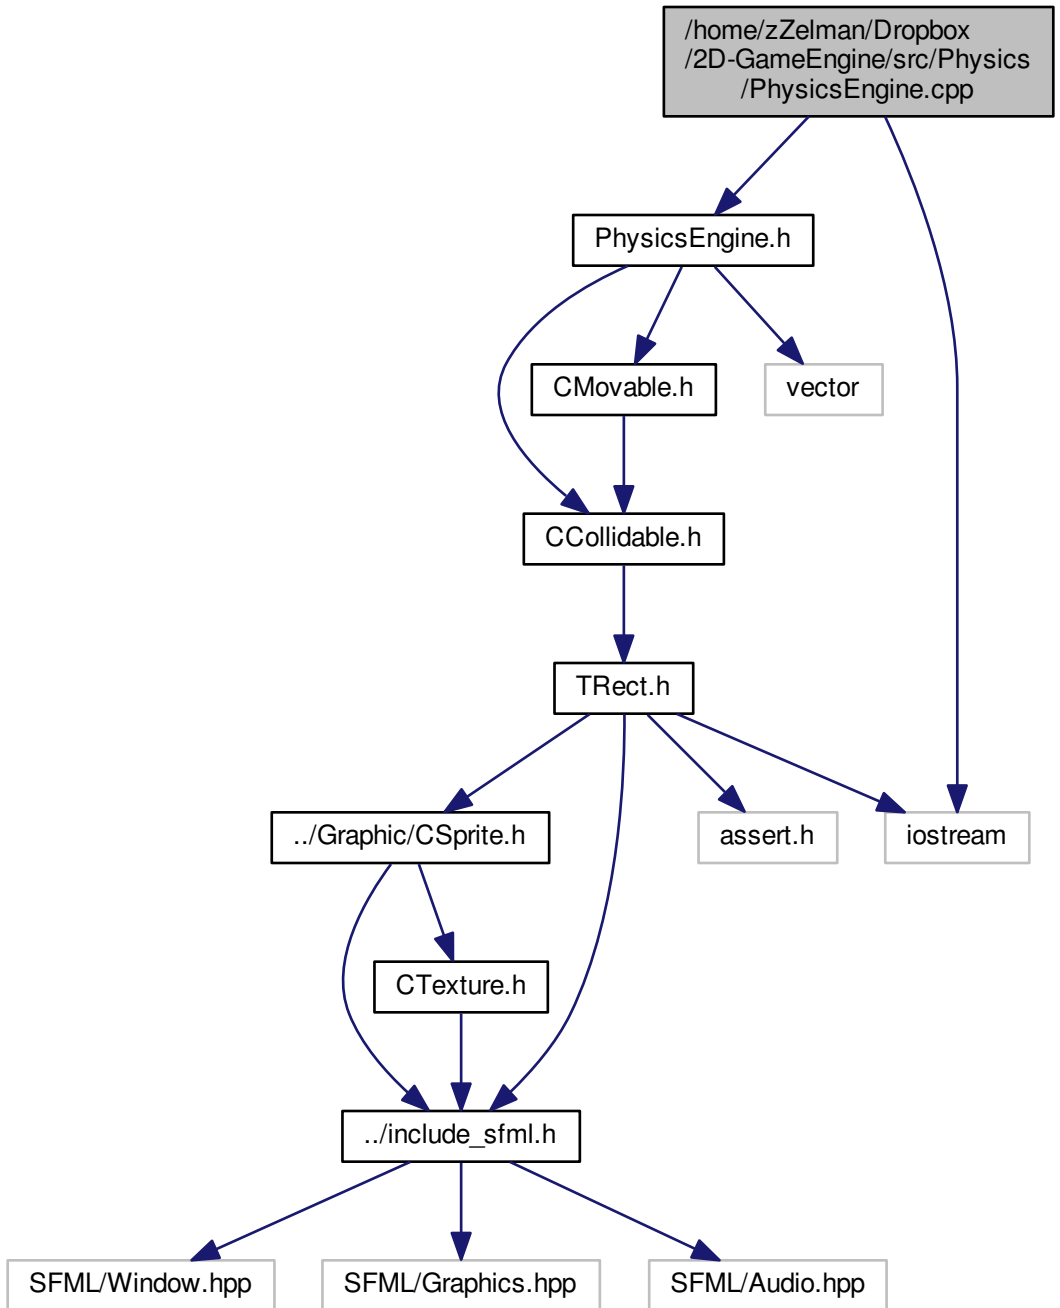 /home/zZelman/Dropbox
/2D-GameEngine/src/Physics
/PhysicsEngine.cpp
PhysicsEngine.h
CMovable.h
vector
CCollidable.h
TRect.h
../Graphic/CSprite.h
assert.h
iostream
CTexture.h
../include_sfml.h
SFML/Window.hpp
SFML/Graphics.hpp
SFML/Audio.hpp